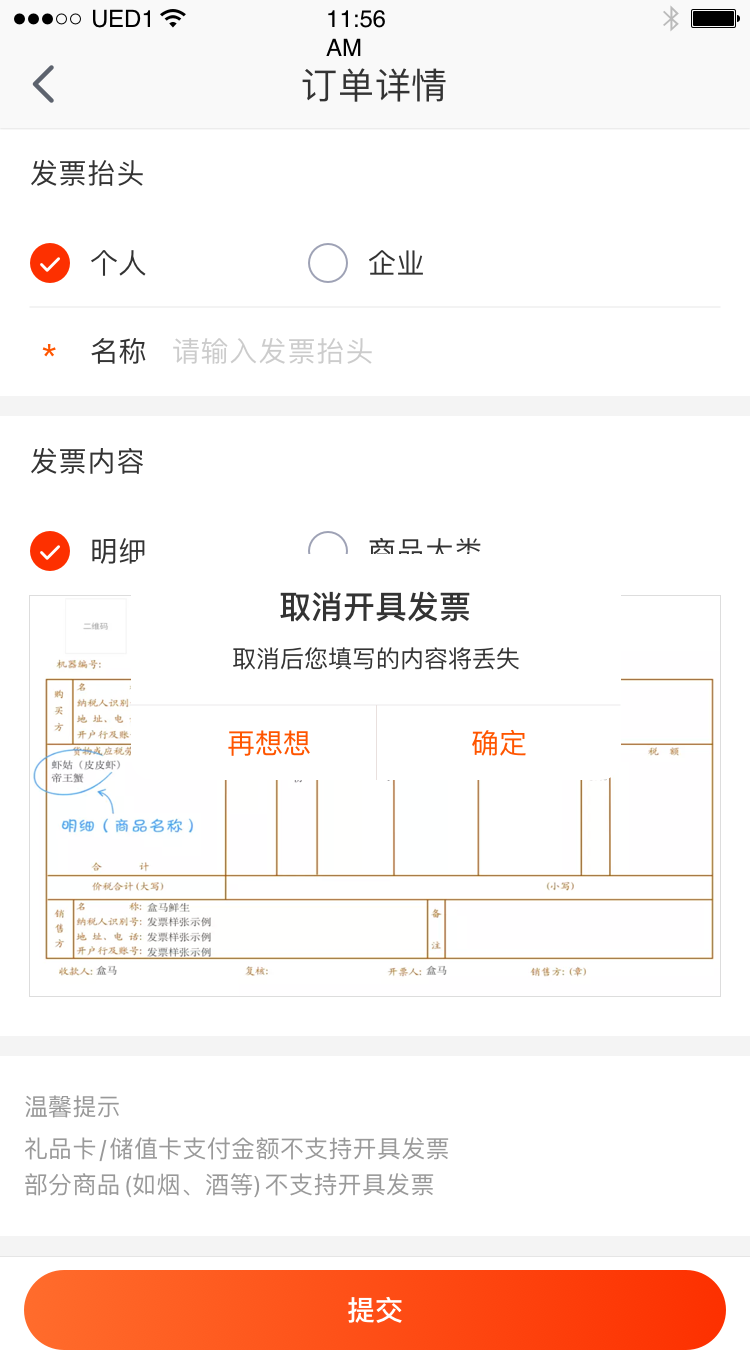 UED1
11:56
AM
订单详情
发票抬头
个人
企业
* 名称 请输入发票抬头
发票内容
明细
商品大类
二维码
机器编号:
取消开具发票
取消后您填写的内容将丢失
再想想
确定
购买方
名
纳税人识别
地 址、电
开户行及账
货物或应税劳
税 额
虾姑（皮皮虾）
帝王蟹
明细（商品名称）
合 计
价税合计(大写)
(小写)
销售方
名 称: 盒马鲜生
纳税人识别号: 发票样张示例
地 址、电 话: 发票样张示例
开户行及账号: 发票样张示例
备注
收款人: 盒马
复核:
开票人: 盒马
销售方: (章)
温馨提示
礼品卡/储值卡支付金额不支持开具发票
部分商品(如烟、酒等)不支持开具发票
提交